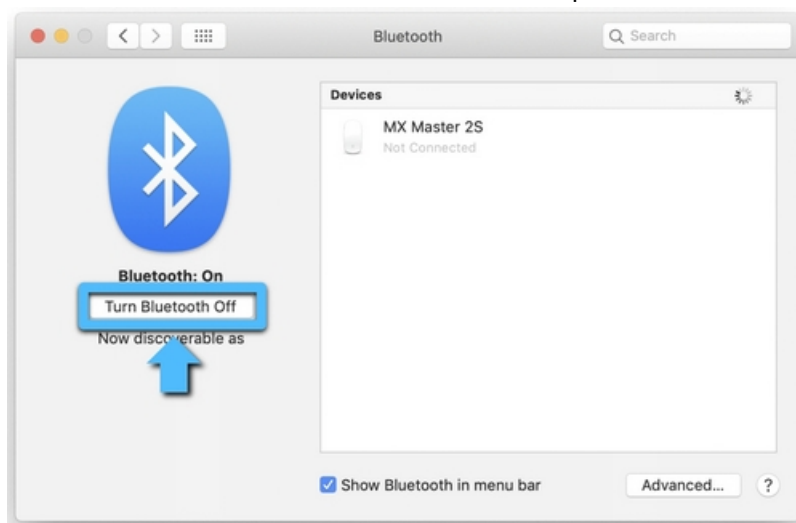 Bluetooth
Search
Devices
MX Master 2S
Not Connected
Bluetooth: On
Turn Bluetooth Off
Now discoverable as
Show Bluetooth in menu bar
Advanced...
?